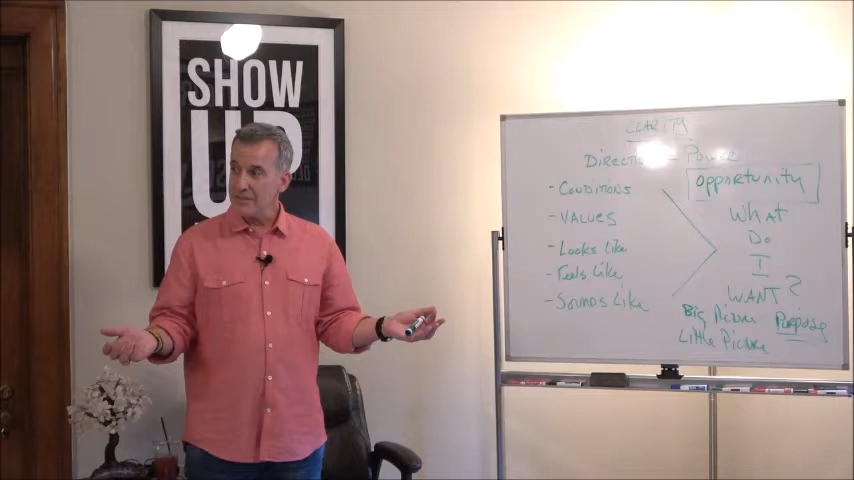 SHOW
UP
CLARITY
DIRECTION = POWER
- CONDITIONS
- VALUES
- Looks Like
- Feels Like
- Sounds Like
Opportunity
What
Do
I
WANT?
Big Picture Purpose
Little Picture